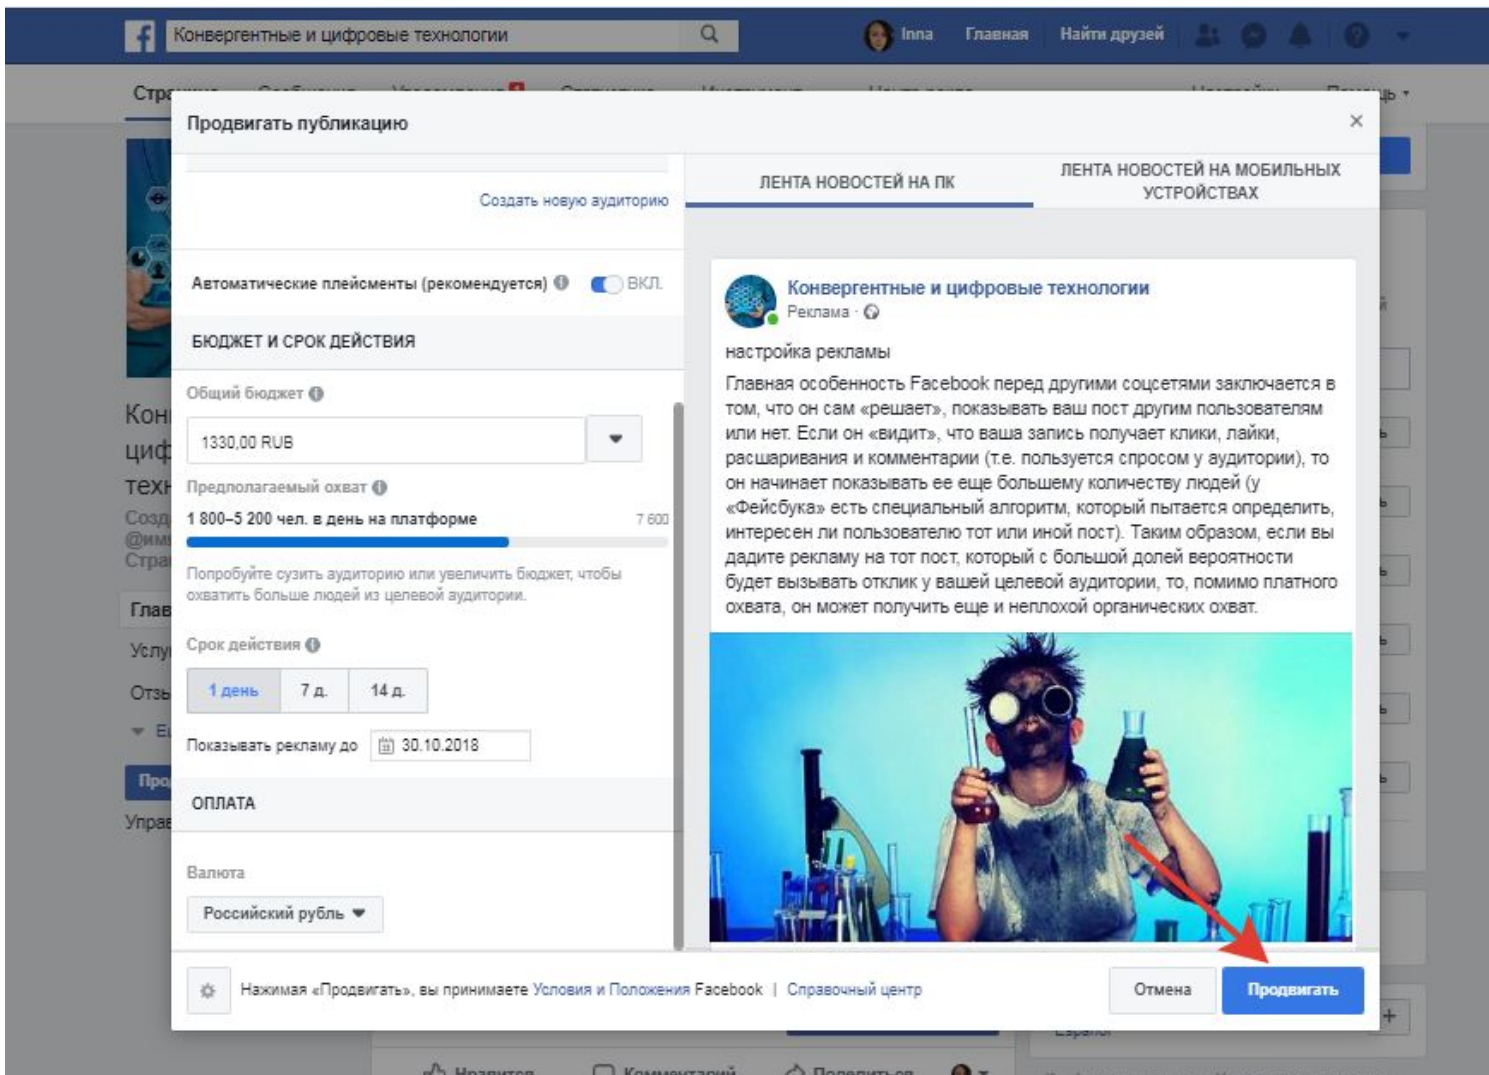 Конвергентные и цифровые технологии
Inna
Главная
Найти друзей
Продвигать публикацию
Создать новую аудиторию
Автоматические плейсменты (рекомендуется)
ВКЛ.
БЮДЖЕТ И СРОК ДЕЙСТВИЯ
Общий бюджет
1330,00 RUB
Предполагаемый охват
1 800–5 200 чел. в день на платформе
7 600
Попробуйте сузить аудиторию или увеличить бюджет, чтобы
охватить больше людей из целевой аудитории.
Срок действия
1 день
7 д.
14 д.
Показывать рекламу до
30.10.2018
ОПЛАТА
Валюта
Российский рубль
ЛЕНТА НОВОСТЕЙ НА ПК
ЛЕНТА НОВОСТЕЙ НА МОБИЛЬНЫХ
УСТРОЙСТВАХ
Конвергентные и цифровые технологии
Реклама ·
настройка рекламы
Главная особенность Facebook перед другими соцсетями заключается в
том, что он сам «решает», показывать ваш пост другим пользователям
или нет. Если он «видит», что ваша запись получает клики, лайки,
расшаривания и комментарии (т.е. пользуется спросом у аудитории), то
он начинает показывать ее еще большему количеству людей (у
«Фейсбука» есть специальный алгоритм, который пытается определить,
интересен ли пользователю тот или иной пост). Таким образом, если вы
дадите рекламу на тот пост, который с большой долей вероятности
будет вызывать отклик у вашей целевой аудитории, то, помимо платного
охвата, он может получить еще и неплохой органических охват.
Нажимая «Продвигать», вы принимаете Условия и Положения Facebook | Справочный центр
Отмена
Продвигать